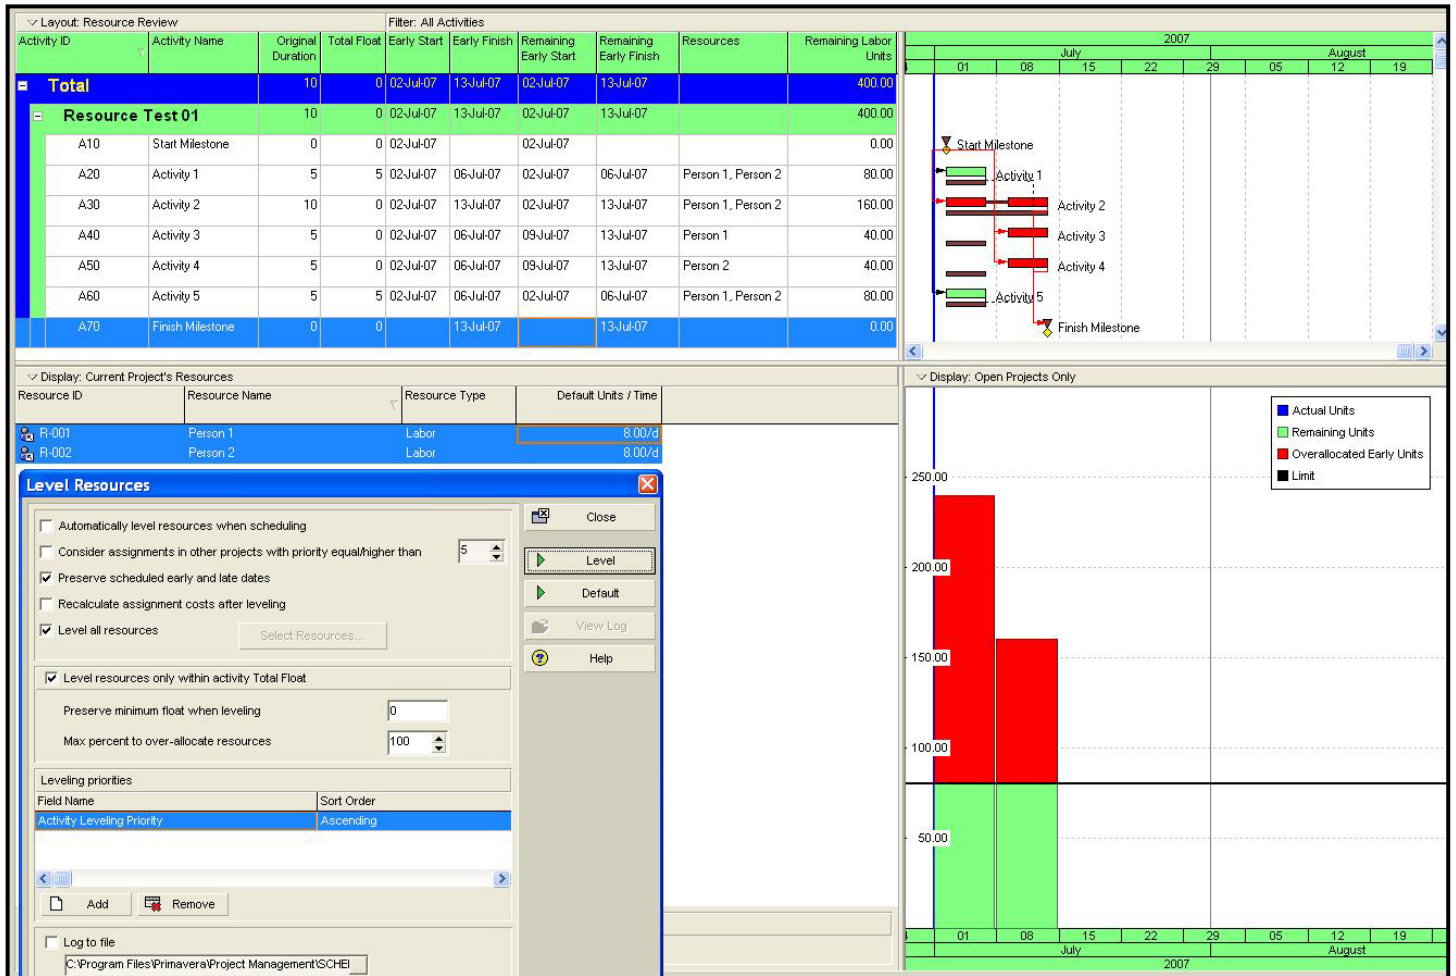 Layout: Resource Review Filter: All Activities
Activity ID Activity Name Original Duration Total Float Early Start Early Finish Remaining Early Start Remaining Early Finish Resources Remaining Labor Units
Total 10 0 02-Jul-07 13-Jul-07 02-Jul-07 13-Jul-07 400.00
Resource Test 01 10 0 02-Jul-07 13-Jul-07 02-Jul-07 13-Jul-07 400.00
A10 Start Milestone 0 0 02-Jul-07 02-Jul-07 0.00
A20 Activity 1 5 5 02-Jul-07 06-Jul-07 02-Jul-07 06-Jul-07 Person 1, Person 2 80.00
A30 Activity 2 10 0 02-Jul-07 13-Jul-07 02-Jul-07 13-Jul-07 Person 1, Person 2 160.00
A40 Activity 3 5 0 02-Jul-07 06-Jul-07 09-Jul-07 13-Jul-07 Person 1 40.00
A50 Activity 4 5 0 02-Jul-07 06-Jul-07 09-Jul-07 13-Jul-07 Person 2 40.00
A60 Activity 5 5 5 02-Jul-07 06-Jul-07 02-Jul-07 06-Jul-07 Person 1, Person 2 80.00
A70 Finish Milestone 0 0 13-Jul-07 13-Jul-07 0.00
2007
July August
01 08 15 22 29 05 12 19
Start Milestone
Activity 1
Activity 2
Activity 3
Activity 4
Activity 5
Finish Milestone
Display: Current Project's Resources
Resource ID Resource Name Resource Type Default Units / Time
R-001 Person 1 Labor 8.00/d
R-002 Person 2 Labor 8.00/d
Level Resources
Automatically level resources when scheduling
Consider assignments in other projects with priority equal/higher than 5
Preserve scheduled early and late dates
Recalculate assignment costs after leveling
Level all resources
Select Resources...
Close
Level
Default
View Log
Help
Level resources only within activity Total Float
Preserve minimum float when leveling 0
Max percent to over-allocate resources 100
Leveling priorities
Field Name Sort Order
Activity Leveling Priority Ascending
Add Remove
Log to file
C:\Program Files\Primavera\Project Management\SCHEI ...
Display: Open Projects Only
Actual Units
Remaining Units
Overallocated Early Units
Limit
250.00
200.00
150.00
100.00
50.00
01 08 15 22 29 05 12 19
July August
2007